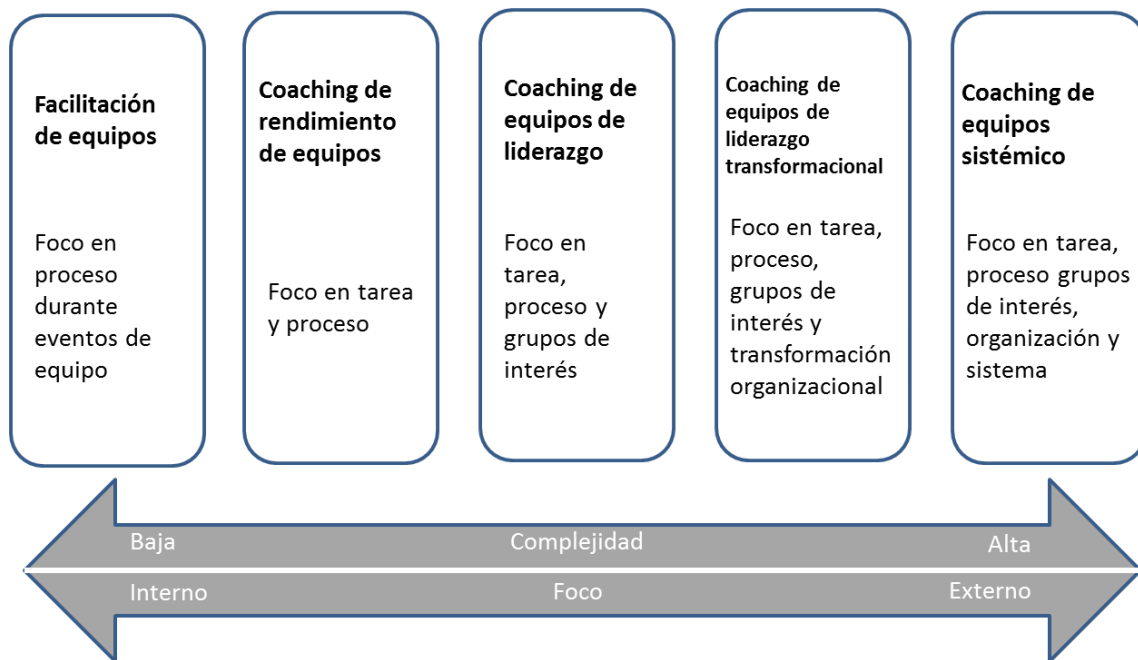 Facilitación
de equipos
Foco en
proceso
durante
eventos de
equipo
Coaching de
rendimiento
de equipos
Foco en tarea
y proceso
Coaching de
equipos de
liderazgo
Foco en
tarea,
proceso y
grupos de
interés
Coaching de
equipos de
liderazgo
transformacional
Foco en tarea,
proceso,
grupos de
interés y
transformación
organizacional
Coaching de
equipos
sistémico
Foco en tarea,
proceso grupos
de interés,
organización y
sistema
Baja Complejidad Alta
Interno Foco Externo